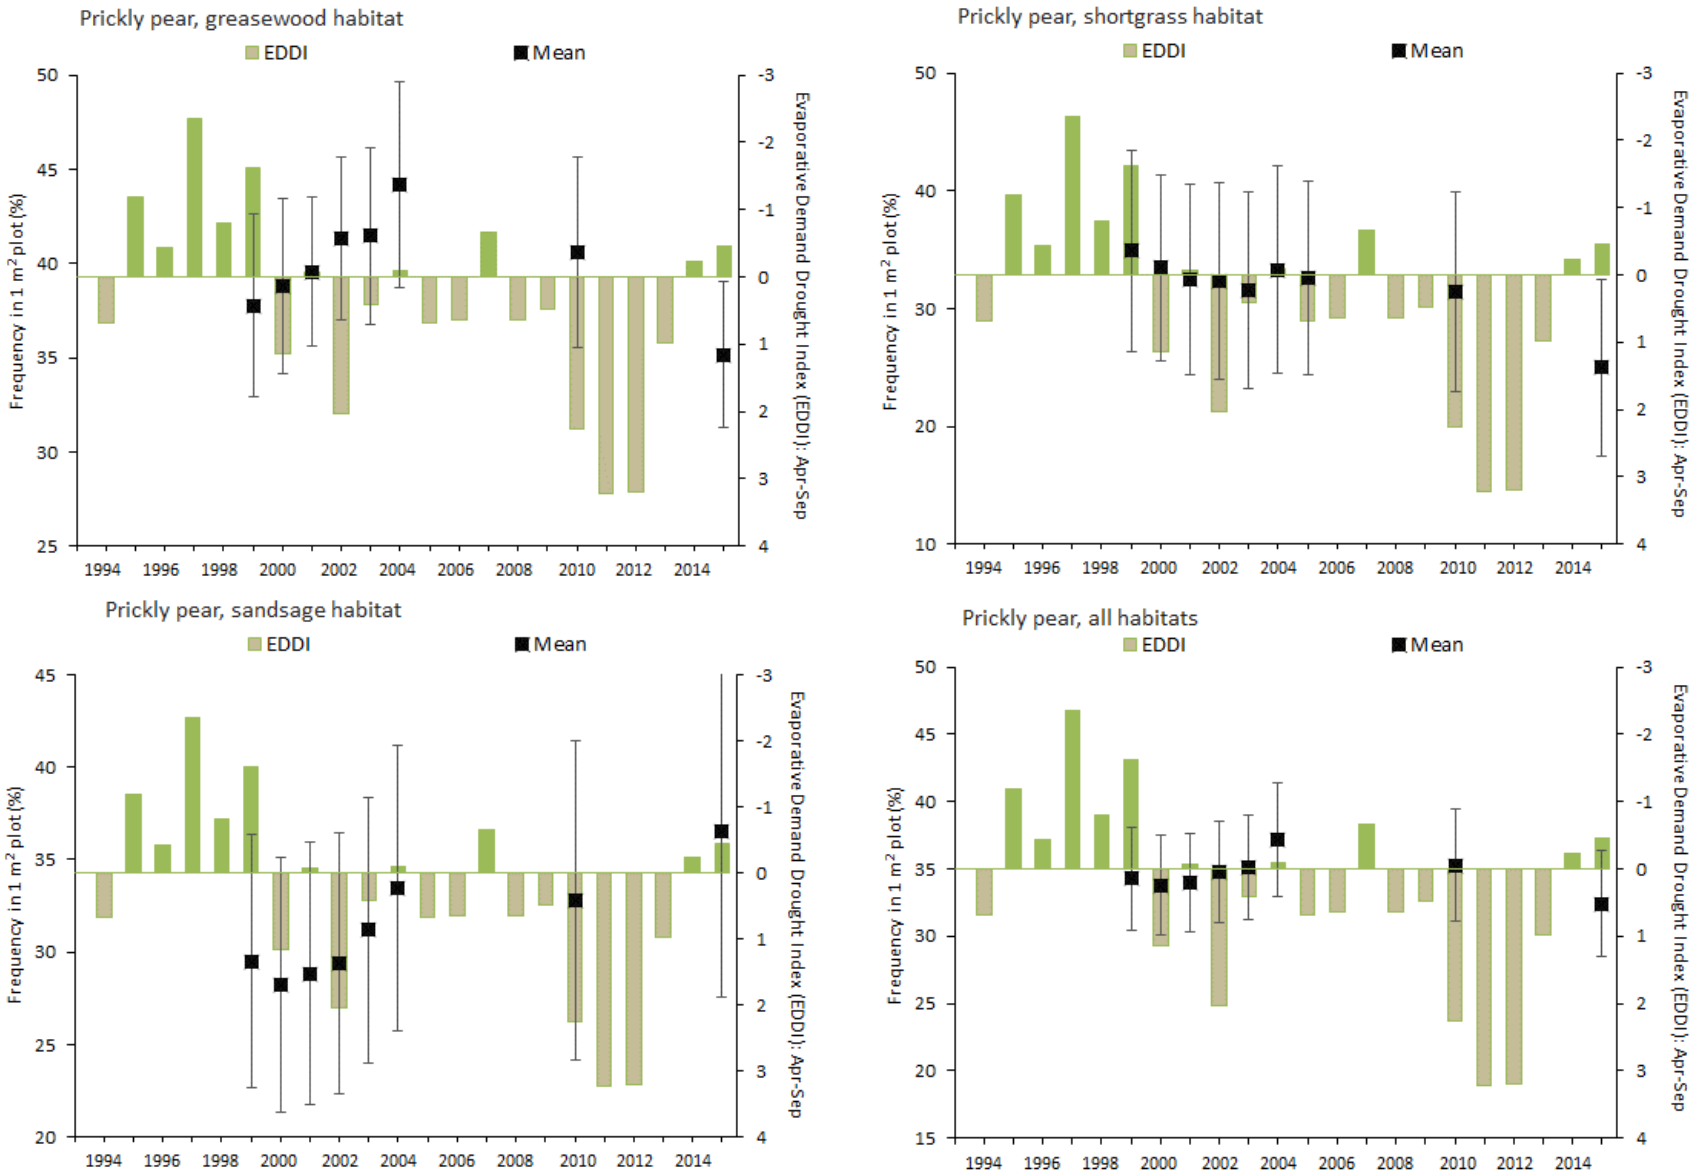 Prickly pear, greasewood habitat
EDDI
Mean
Frequency in 1 m² plot (%)
50
45
40
35
30
25
-3
-2
-1
0
1
2
3
4
Evaporative Demand Drought Index (EDDI): Apr-Sep
1994 1996 1998 2000 2002 2004 2006 2008 2010 2012 2014
Prickly pear, shortgrass habitat
EDDI
Mean
Frequency in 1 m² plot (%)
50
40
30
20
10
-3
-2
-1
0
1
2
3
4
Evaporative Demand Drought Index (EDDI): Apr-Sep
1994 1996 1998 2000 2002 2004 2006 2008 2010 2012 2014
Prickly pear, sandsage habitat
EDDI
Mean
Frequency in 1 m² plot (%)
45
40
35
30
25
20
-3
-2
-1
0
1
2
3
4
Evaporative Demand Drought Index (EDDI): Apr-Sep
1994 1996 1998 2000 2002 2004 2006 2008 2010 2012 2014
Prickly pear, all habitats
EDDI
Mean
Frequency in 1 m² plot (%)
50
45
40
35
30
25
20
15
-3
-2
-1
0
1
2
3
4
Evaporative Demand Drought Index (EDDI): Apr-Sep
1994 1996 1998 2000 2002 2004 2006 2008 2010 2012 2014